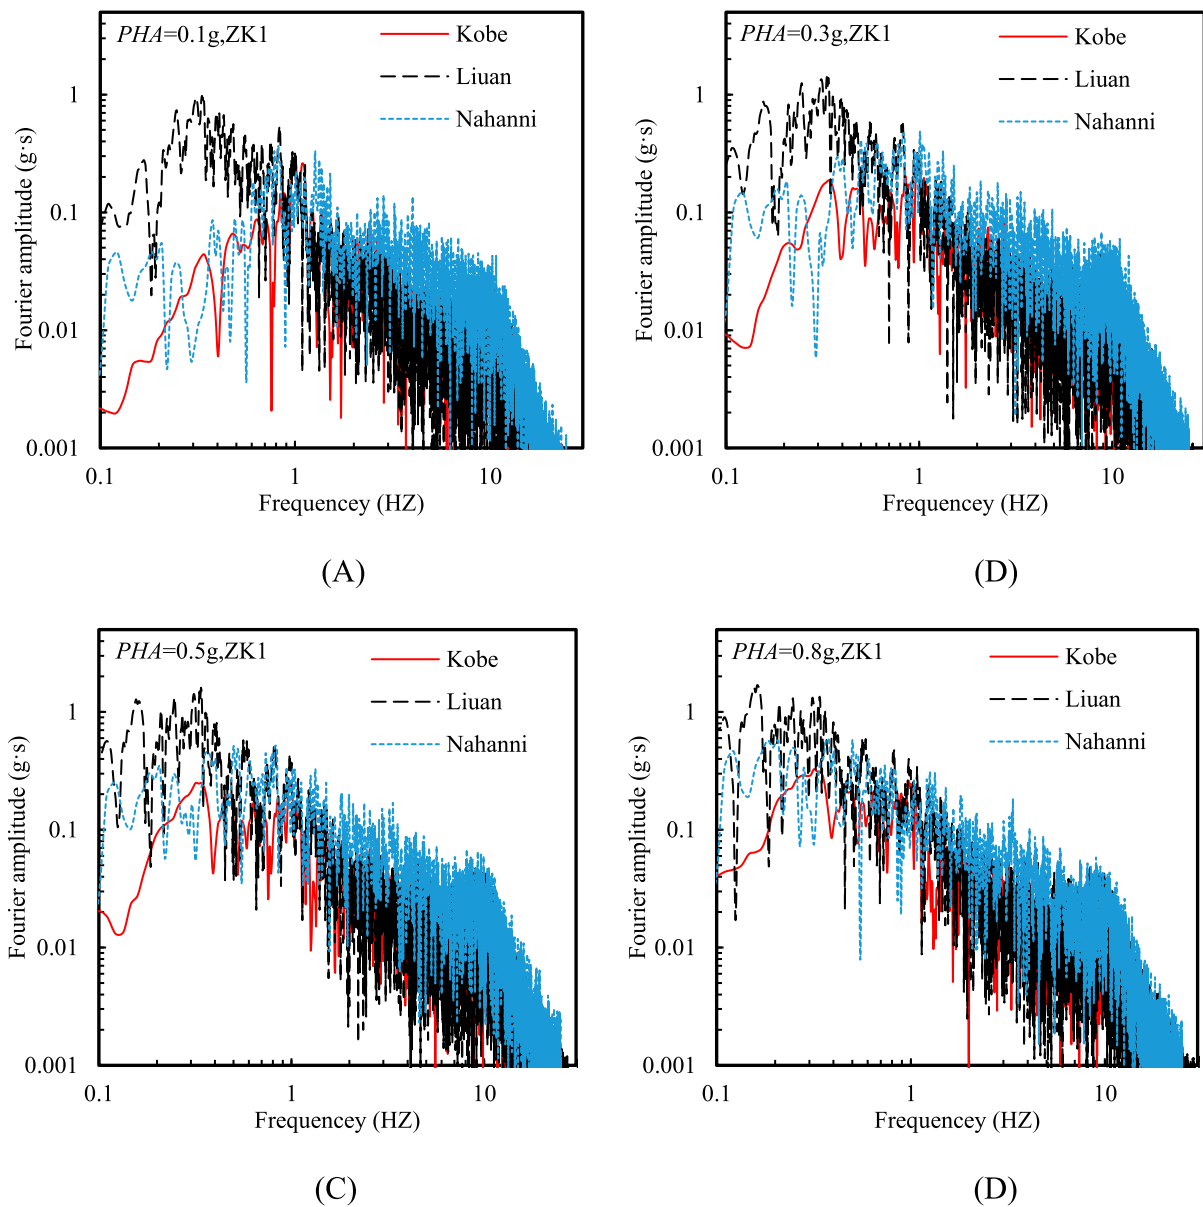 PHA=0.1g,ZK1
Kobe
Liuan
Nahanni
1
0.1
0.01
0.001
Fourier amplitude (g·s)
0.1
1
10
Frequencey (HZ)
(A)
PHA=0.3g,ZK1
Kobe
Liuan
Nahanni
1
0.1
0.01
0.001
Fourier amplitude (g·s)
0.1
1
10
Frequencey (HZ)
(D)
PHA=0.5g,ZK1
Kobe
Liuan
Nahanni
1
0.1
0.01
0.001
Fourier amplitude (g·s)
0.1
1
10
Frequencey (HZ)
(C)
PHA=0.8g,ZK1
Kobe
Liuan
Nahanni
1
0.1
0.01
0.001
Fourier amplitude (g·s)
0.1
1
10
Frequencey (HZ)
(D)